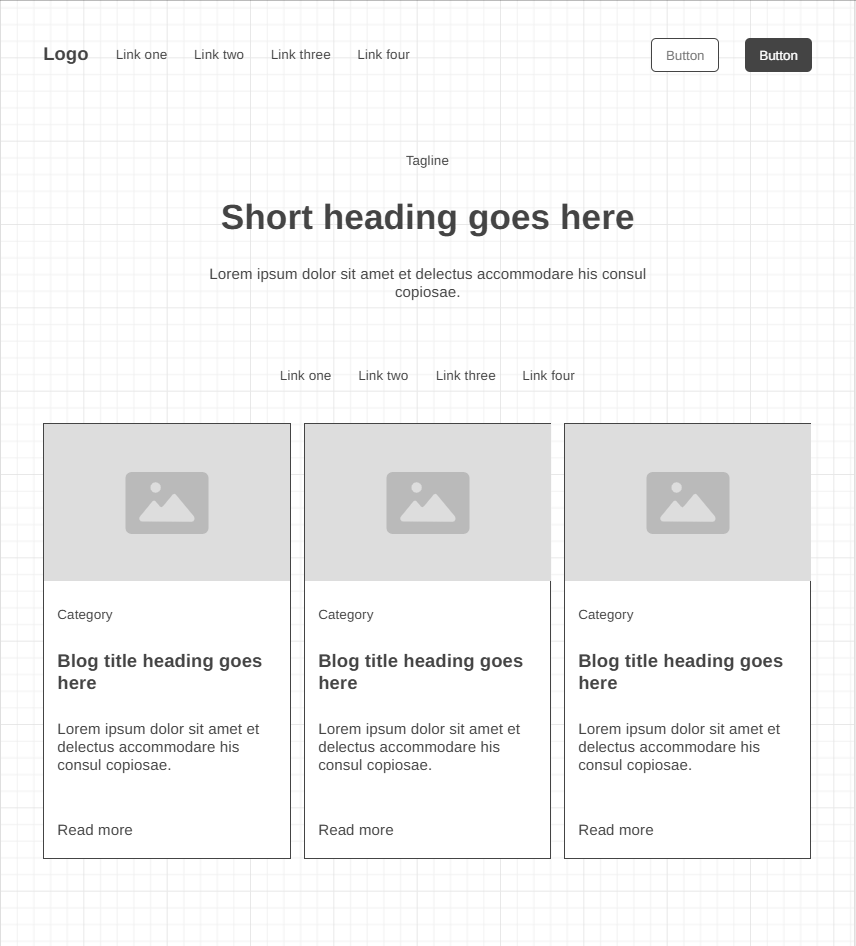 Logo Link one Link two Link three Link four Button Button
Tagline
Short heading goes here
Lorem ipsum dolor sit amet et delectus accommodare his consul
copiosae.
Link one Link two Link three Link four
Category
Blog title heading goes
here
Lorem ipsum dolor sit amet et
delectus accommodare his
consul copiosae.
Read more
Category
Blog title heading goes
here
Lorem ipsum dolor sit amet et
delectus accommodare his
consul copiosae.
Read more
Category
Blog title heading goes
here
Lorem ipsum dolor sit amet et
delectus accommodare his
consul copiosae.
Read more